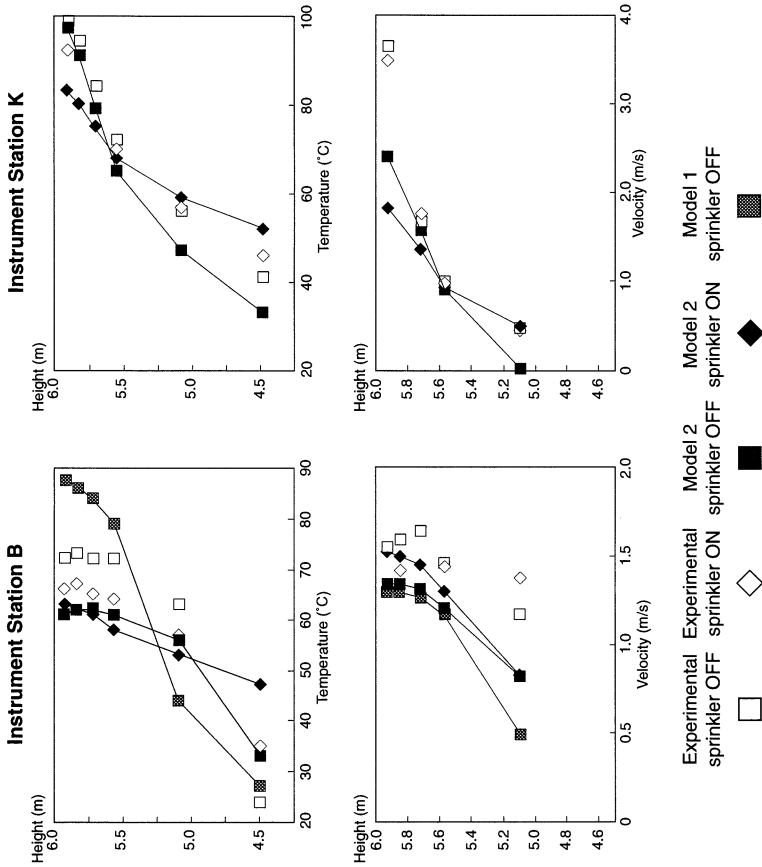 Instrument Station B
Instrument Station K
Height (m)
6.0
5.5
5.0
4.5
20
30
40
50
60
70
80
90
Temperature (˚C)
Height (m)
6.0
5.5
5.0
4.5
20
40
60
80
100
Temperature (˚C)
Height (m)
6.0
5.8
5.6
5.4
5.2
5.0
4.8
4.6
0
0.5
1.0
1.5
2.0
Velocity (m/s)
Height (m)
6.0
5.8
5.6
5.4
5.2
5.0
4.8
4.6
0
1.0
2.0
3.0
4.0
Velocity (m/s)
Experimental
sprinkler OFF
Experimental
sprinkler ON
Model 2
sprinkler OFF
Model 2
sprinkler ON
Model 1
sprinkler OFF